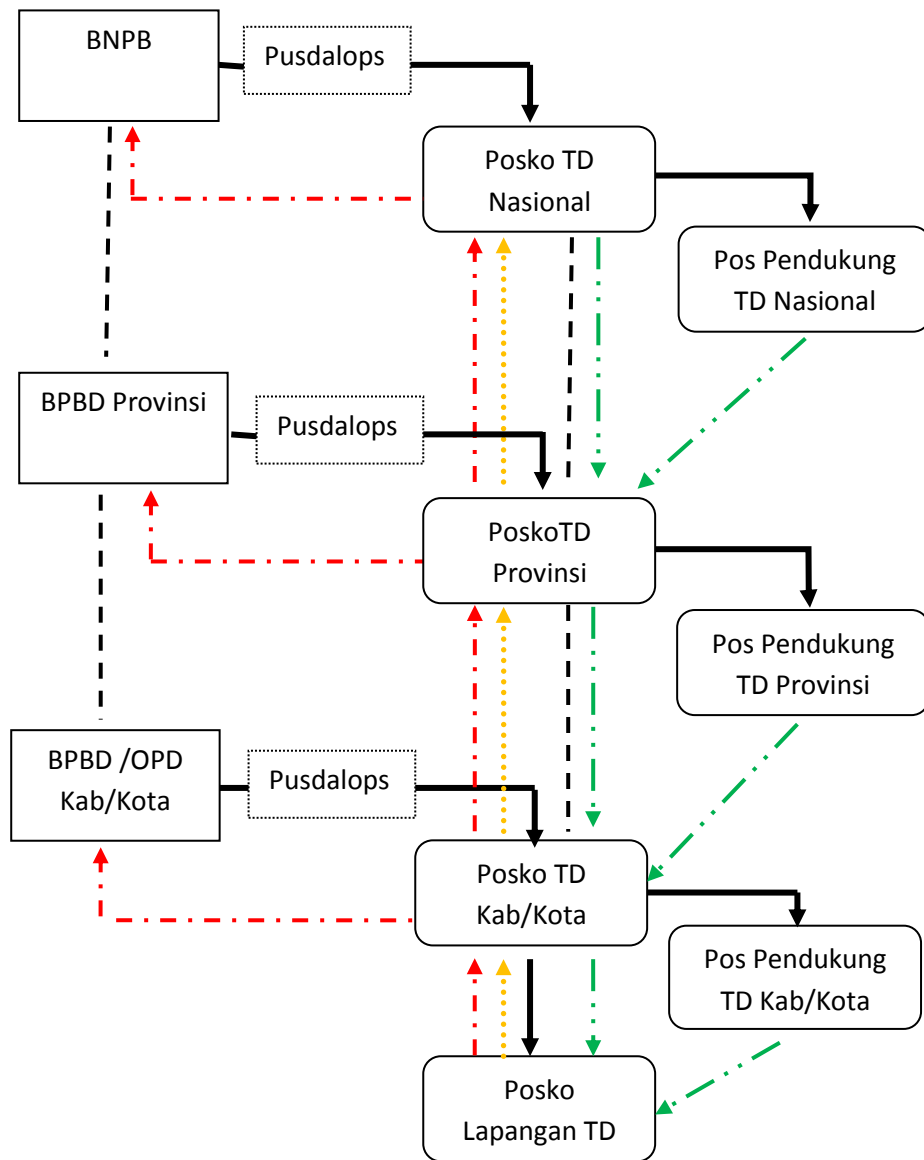 BNPB
Pusdalops
Posko TD
Nasional
Pos Pendukung
TD Nasional
BPBD Provinsi
Pusdalops
PoskoTD
Provinsi
Pos Pendukung
TD Provinsi
BPBD /OPD
Kab/Kota
Pusdalops
Posko TD
Kab/Kota
Pos Pendukung
TD Kab/Kota
Posko
Lapangan TD